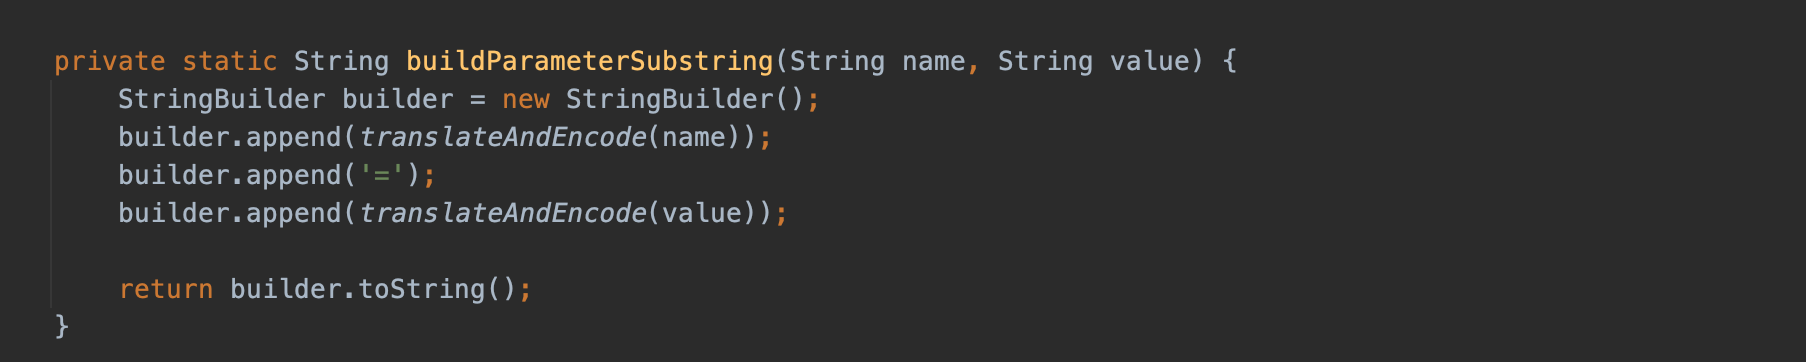 private static String buildParameterSubstring(String name, String value) {
    StringBuilder builder = new StringBuilder();
    builder.append(translateAndEncode(name));
    builder.append('=');
    builder.append(translateAndEncode(value));

    return builder.toString();
}